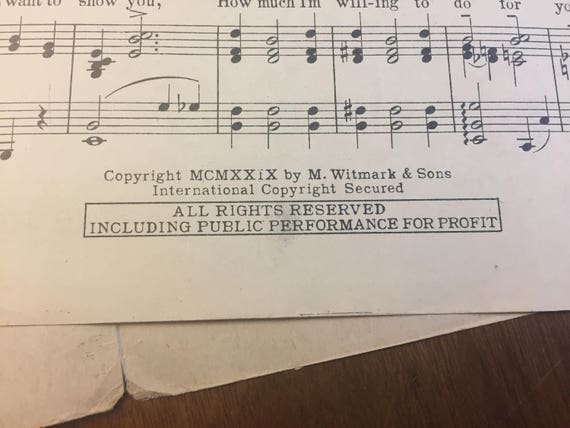 want to show you, How much I'm will-ing to do for
Copyright MCMXXiX by M. Witmark & Sons
International Copyright Secured
ALL RIGHTS RESERVED
INCLUDING PUBLIC PERFORMANCE FOR PROFIT